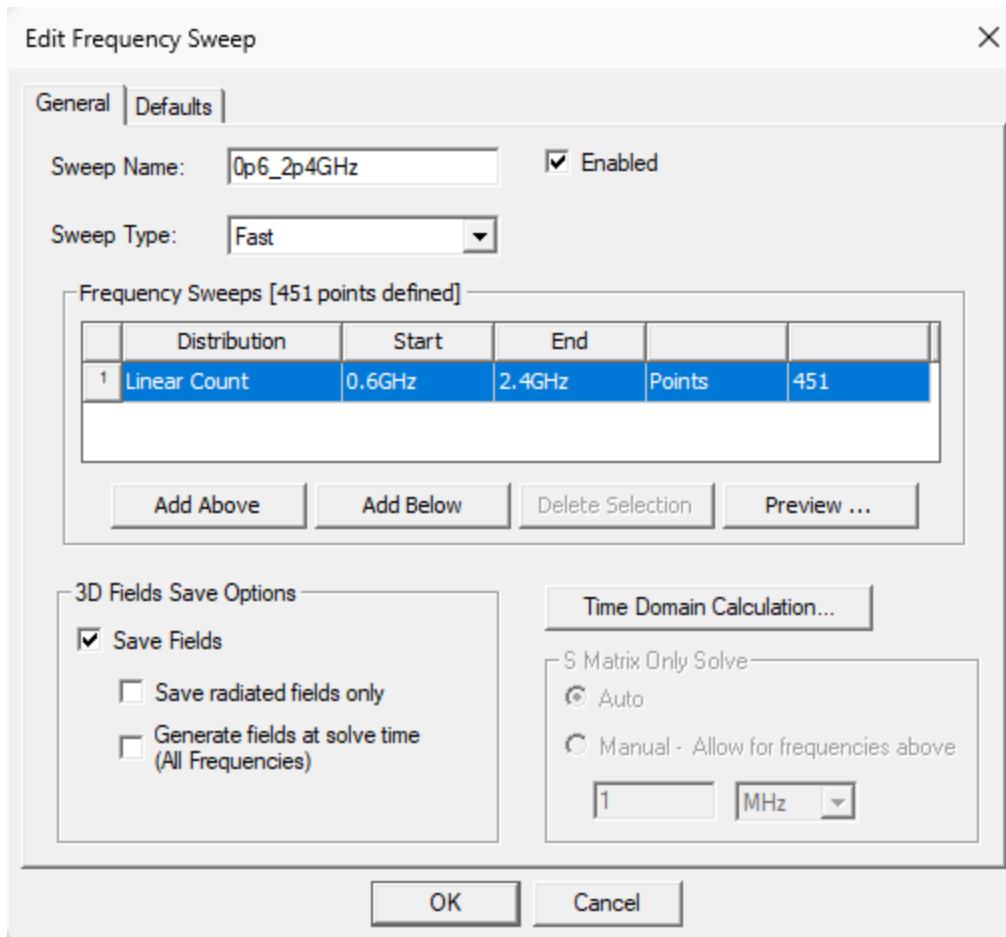 Edit Frequency Sweep
General Defaults
Sweep Name: 0p6_2p4GHz Enabled
Sweep Type: Fast
Frequency Sweeps [451 points defined]
Distribution Start End
1 Linear Count 0.6GHz 2.4GHz Points 451
Add Above Add Below Delete Selection Preview ...
3D Fields Save Options
Time Domain Calculation...
Save Fields
S Matrix Only Solve
Save radiated fields only
Auto
Generate fields at solve time
(All Frequencies)
Manual - Allow for frequencies above
1 MHz
OK Cancel